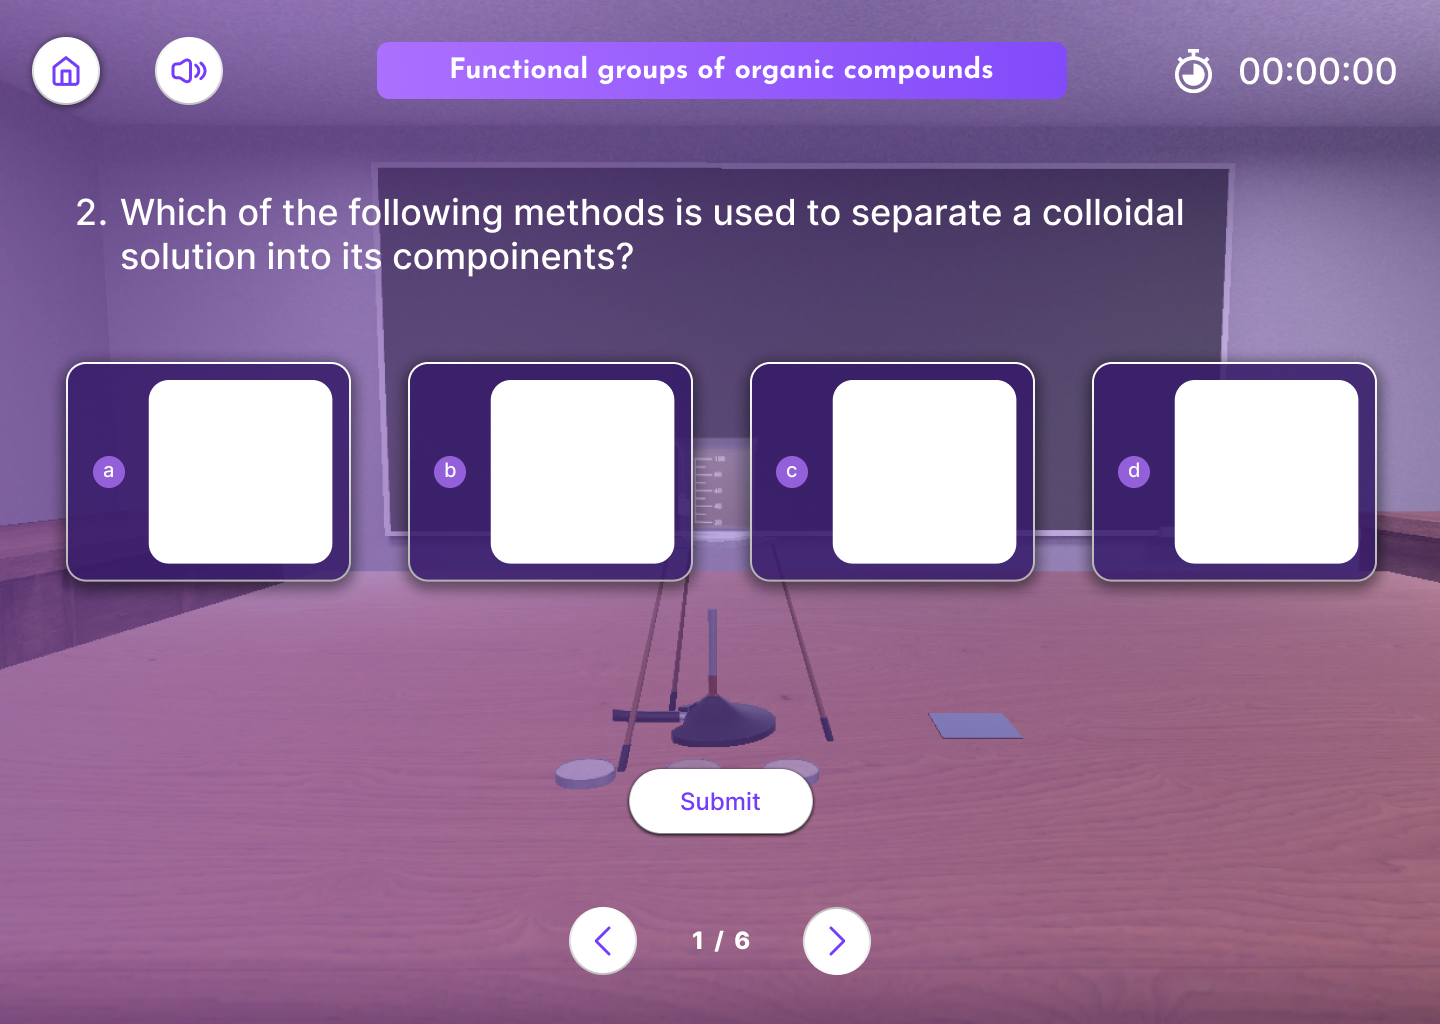 Functional groups of organic compounds
00:00:00
2. Which of the following methods is used to separate a colloidal
solution into its compoinents?
a
b
c
d
Submit
1 / 6